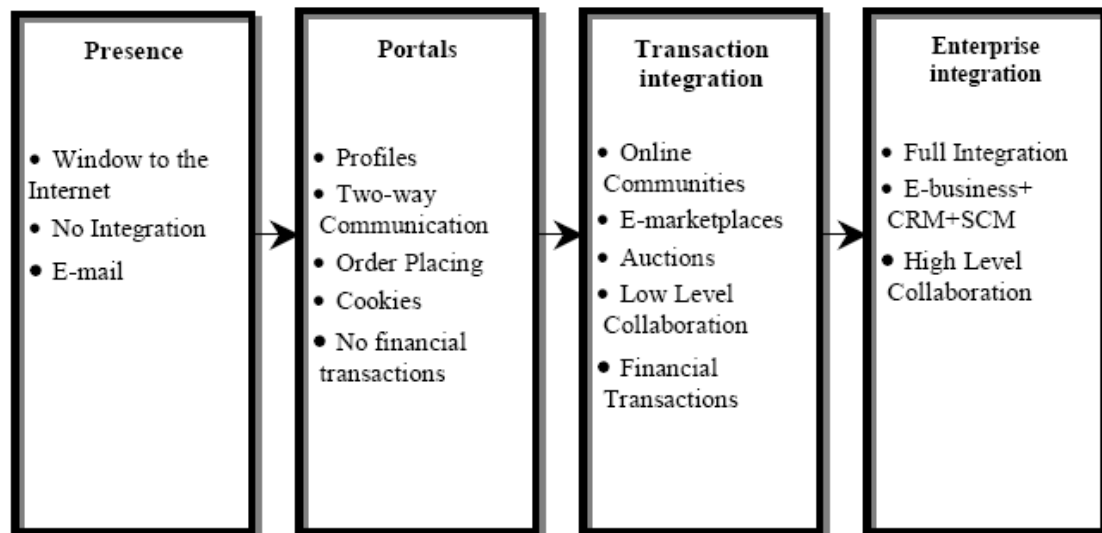 Presence
• Window to the
Internet
• No Integration
• E-mail
Portals
• Profiles
• Two-way
Communication
• Order Placing
• Cookies
• No financial
transactions
Transaction
integration
• Online
Communities
• E-marketplaces
• Auctions
• Low Level
Collaboration
• Financial
Transactions
Enterprise
integration
• Full Integration
• E-business+
CRM+SCM
• High Level
Collaboration